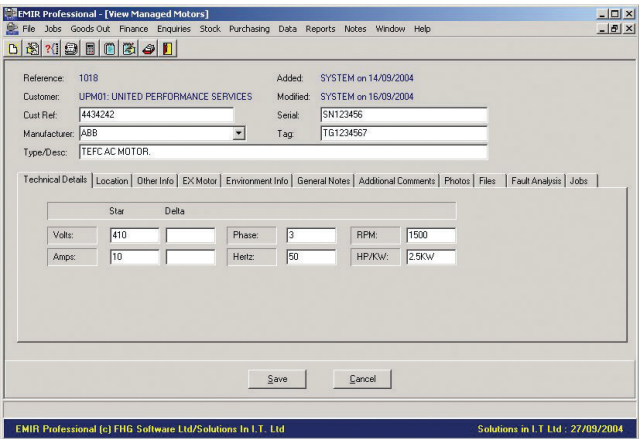 EMIR Professional - [View Managed Motors]
File Jobs Goods Out Finance Enquiries Stock Purchasing Data Reports Notes Window Help
Reference: 1018 Added: SYSTEM on 14/09/2004
Customer: UPM01: UNITED PERFORMANCE SERVICES Modified: SYSTEM on 16/09/2004
Cust Ref: 4434242 Serial: SN123456
Manufacturer: ABB Tag: TG1234567
Type/Desc: TEFC AC MOTOR.
Technical Details Location Other Info EX Motor Environment Info General Notes Additional Comments Photos Files Fault Analysis Jobs
Star Delta
Volts: 410 Phase: 3 RPM: 1500
Amps: 10 Hertz: 50 HP/KW: 2.5KW
Save Cancel
EMIR Professional (c) FHG Software Ltd/Solutions In I.T. Ltd Solutions in I.T Ltd : 27/09/2004